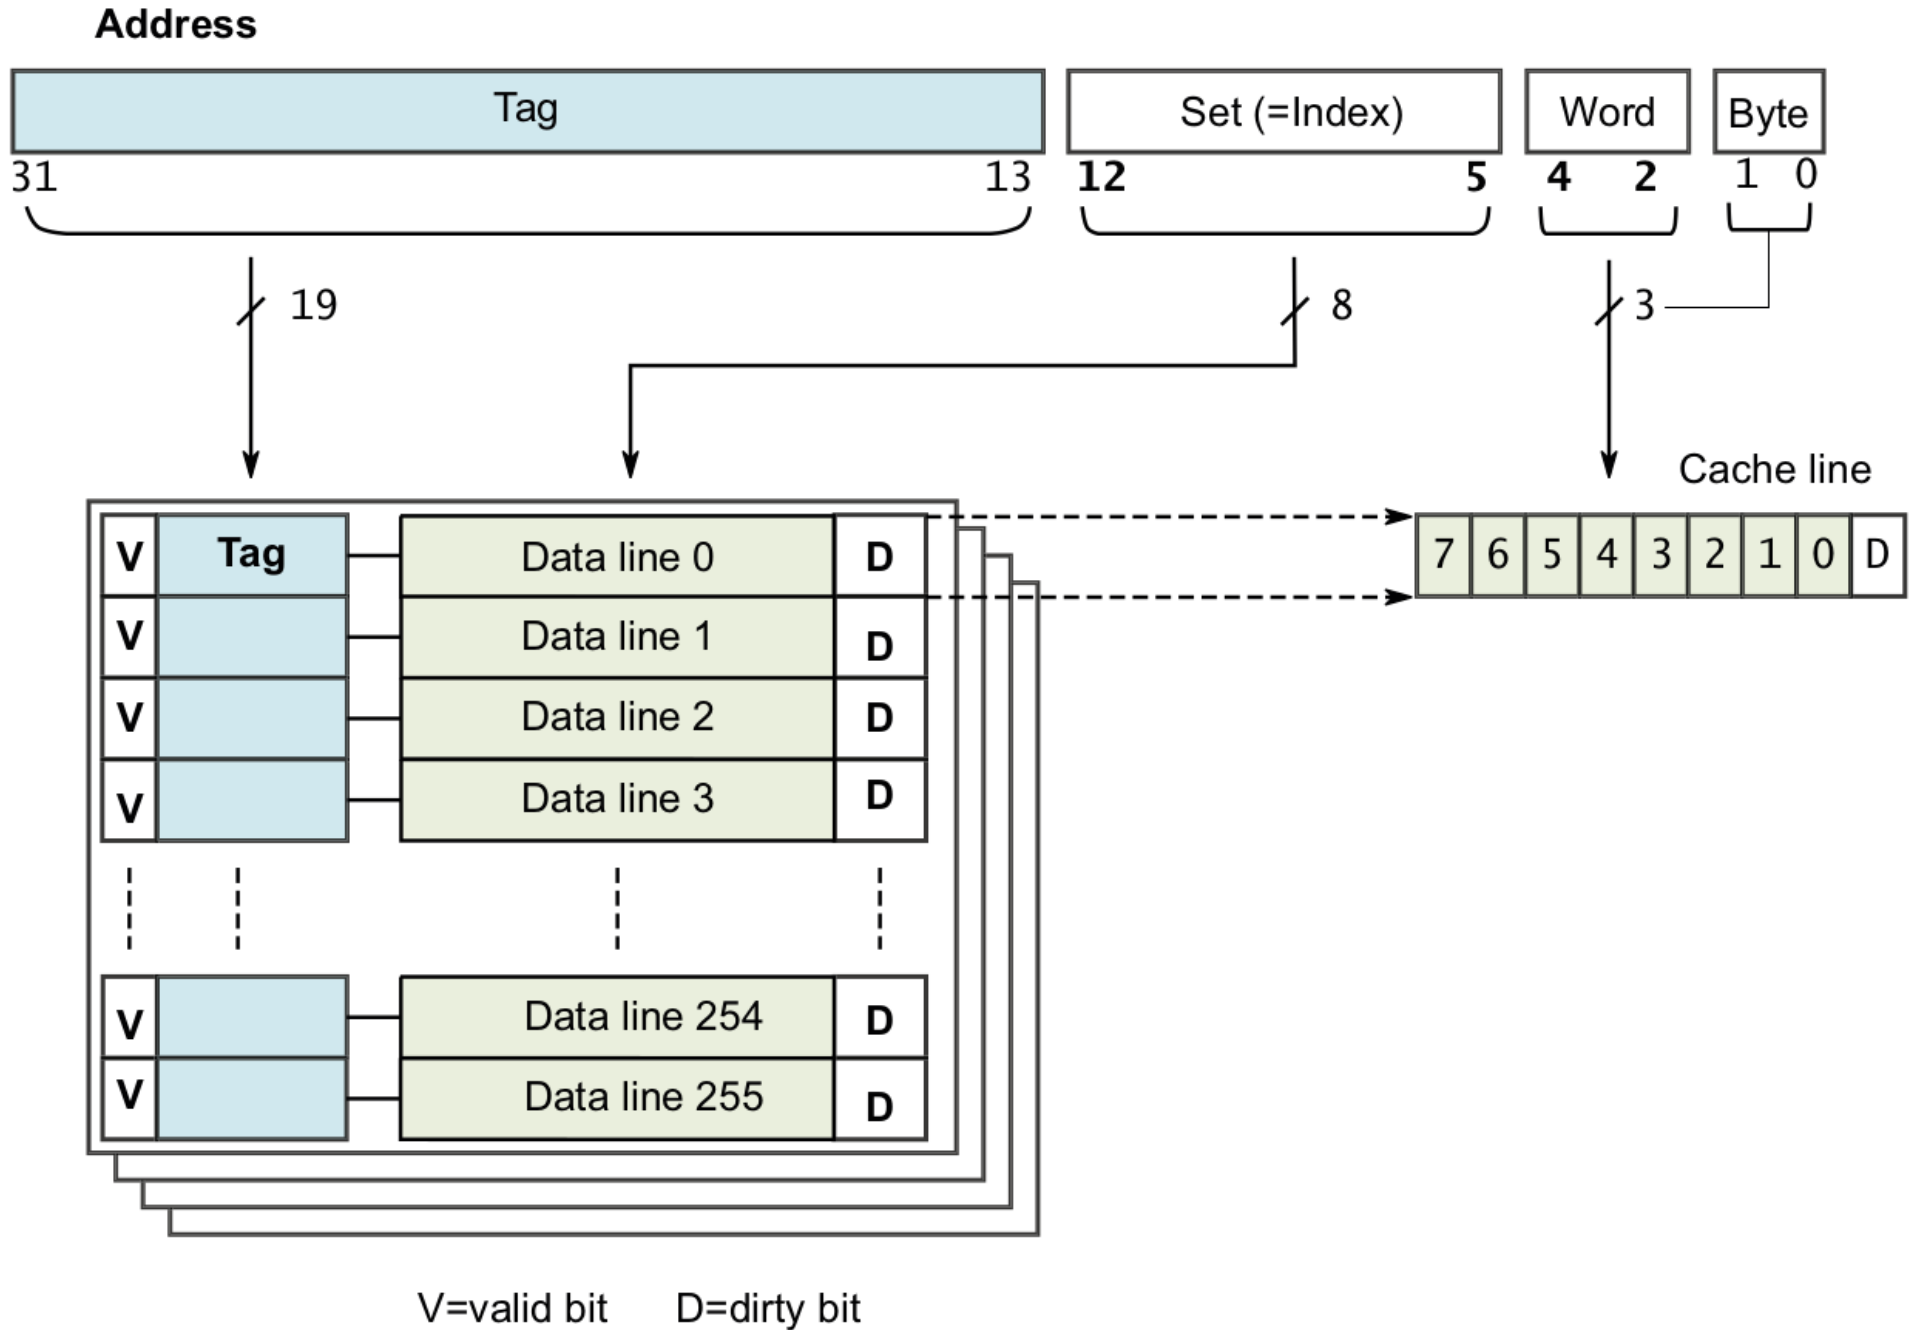 Address
Tag Set (=Index) Word Byte
31 13 12 5 4 2 1 0
19 8 3
Cache line
V Tag Data line 0 D 7 6 5 4 3 2 1 0 D
V Data line 1 D
V Data line 2 D
V Data line 3 D
V Data line 254 D
V Data line 255 D
V=valid bit D=dirty bit